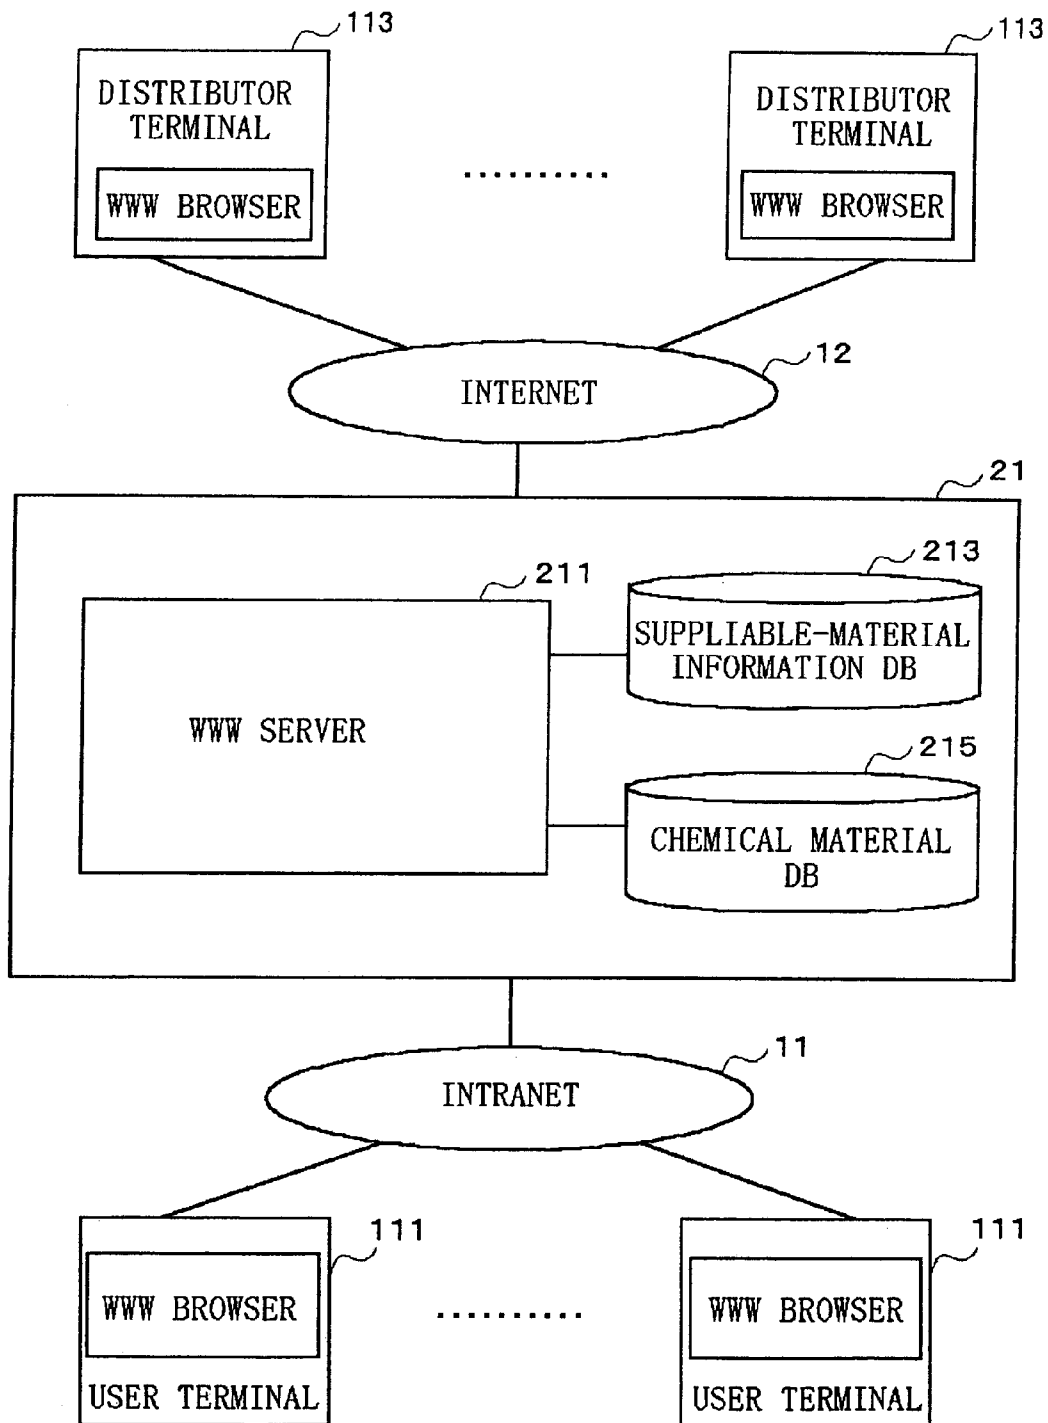 113
113
DISTRIBUTOR
TERMINAL
WWW BROWSER
..........
DISTRIBUTOR
TERMINAL
WWW BROWSER
12
INTERNET
21
211
213
SUPPLIABLE-MATERIAL
INFORMATION DB
WWW SERVER
215
CHEMICAL MATERIAL
DB
11
INTRANET
111
WWW BROWSER
USER TERMINAL
..........
111
WWW BROWSER
USER TERMINAL